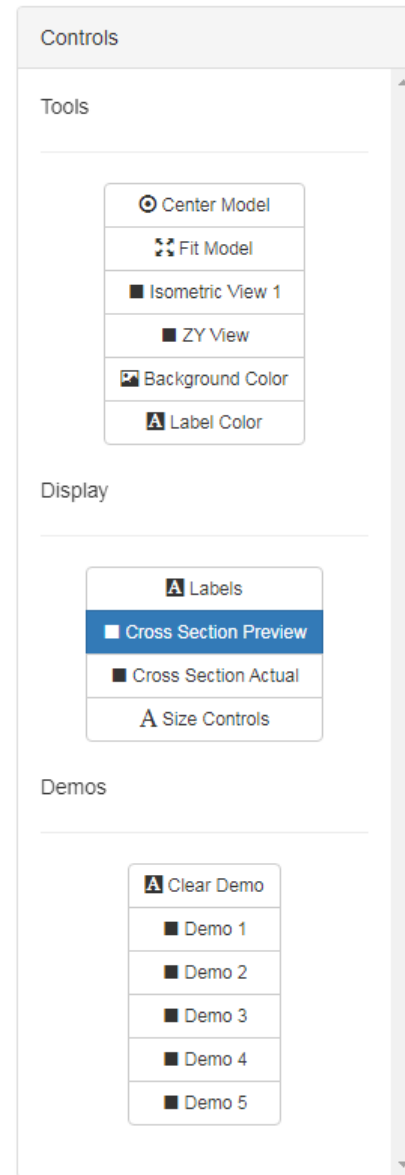 Controls
Tools
Center Model
Fit Model
Isometric View 1
ZY View
Background Color
A Label Color
Display
A Labels
Cross Section Preview
Cross Section Actual
A Size Controls
Demos
A Clear Demo
Demo 1
Demo 2
Demo 3
Demo 4
Demo 5